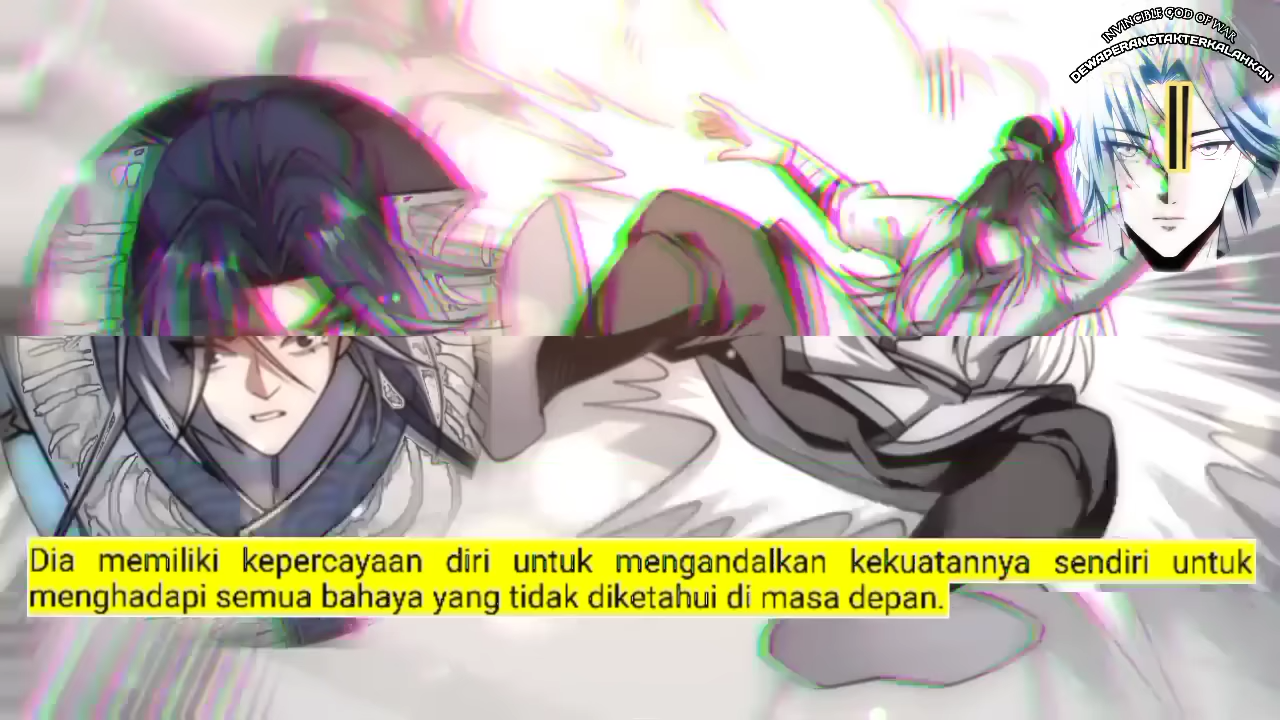 INVINCIBLE GOD OF WAR
DEWAPERANGTAKTERKALAHKAN
Dia memiliki kepercayaan diri untuk mengandalkan kekuatannya sendiri untuk
menghadapi semua bahaya yang tidak diketahui di masa depan.